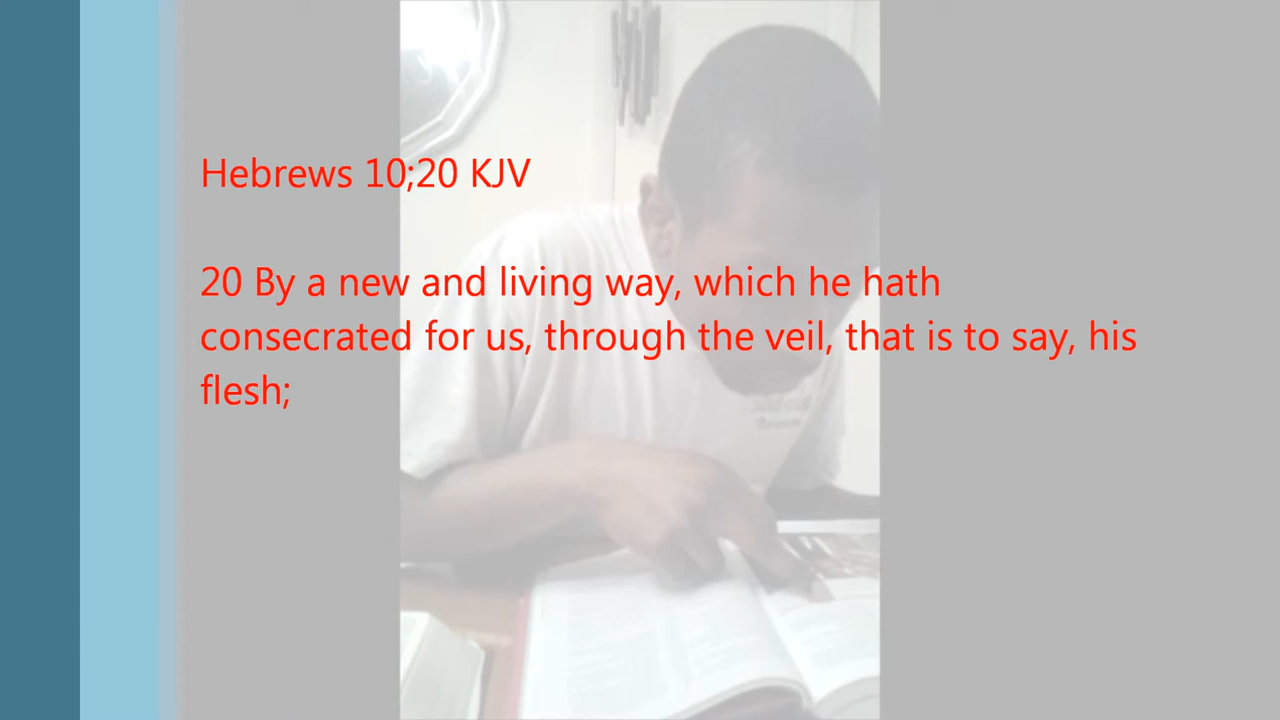 Hebrews 10;20 KJV
20 By a new and living way, which he hath
consecrated for us, through the veil, that is to say, his
flesh;